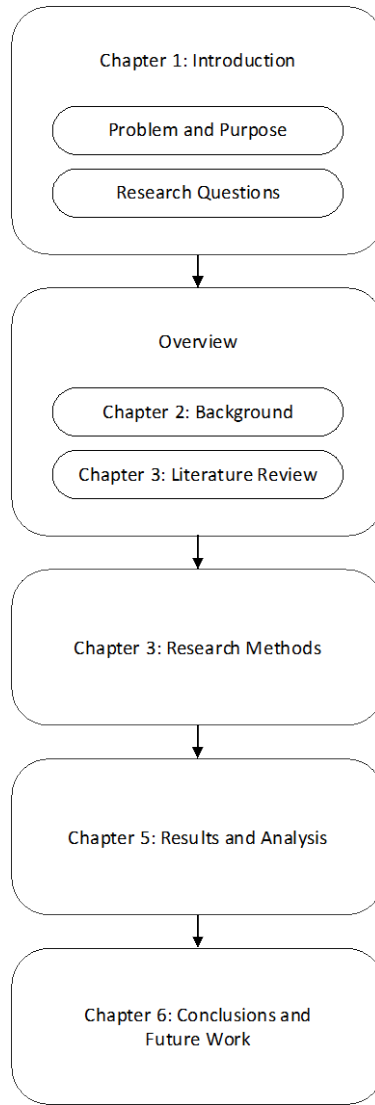 Chapter 1: Introduction
Problem and Purpose
Research Questions
Overview
Chapter 2: Background
Chapter 3: Literature Review
Chapter 3: Research Methods
Chapter 5: Results and Analysis
Chapter 6: Conclusions and
Future Work